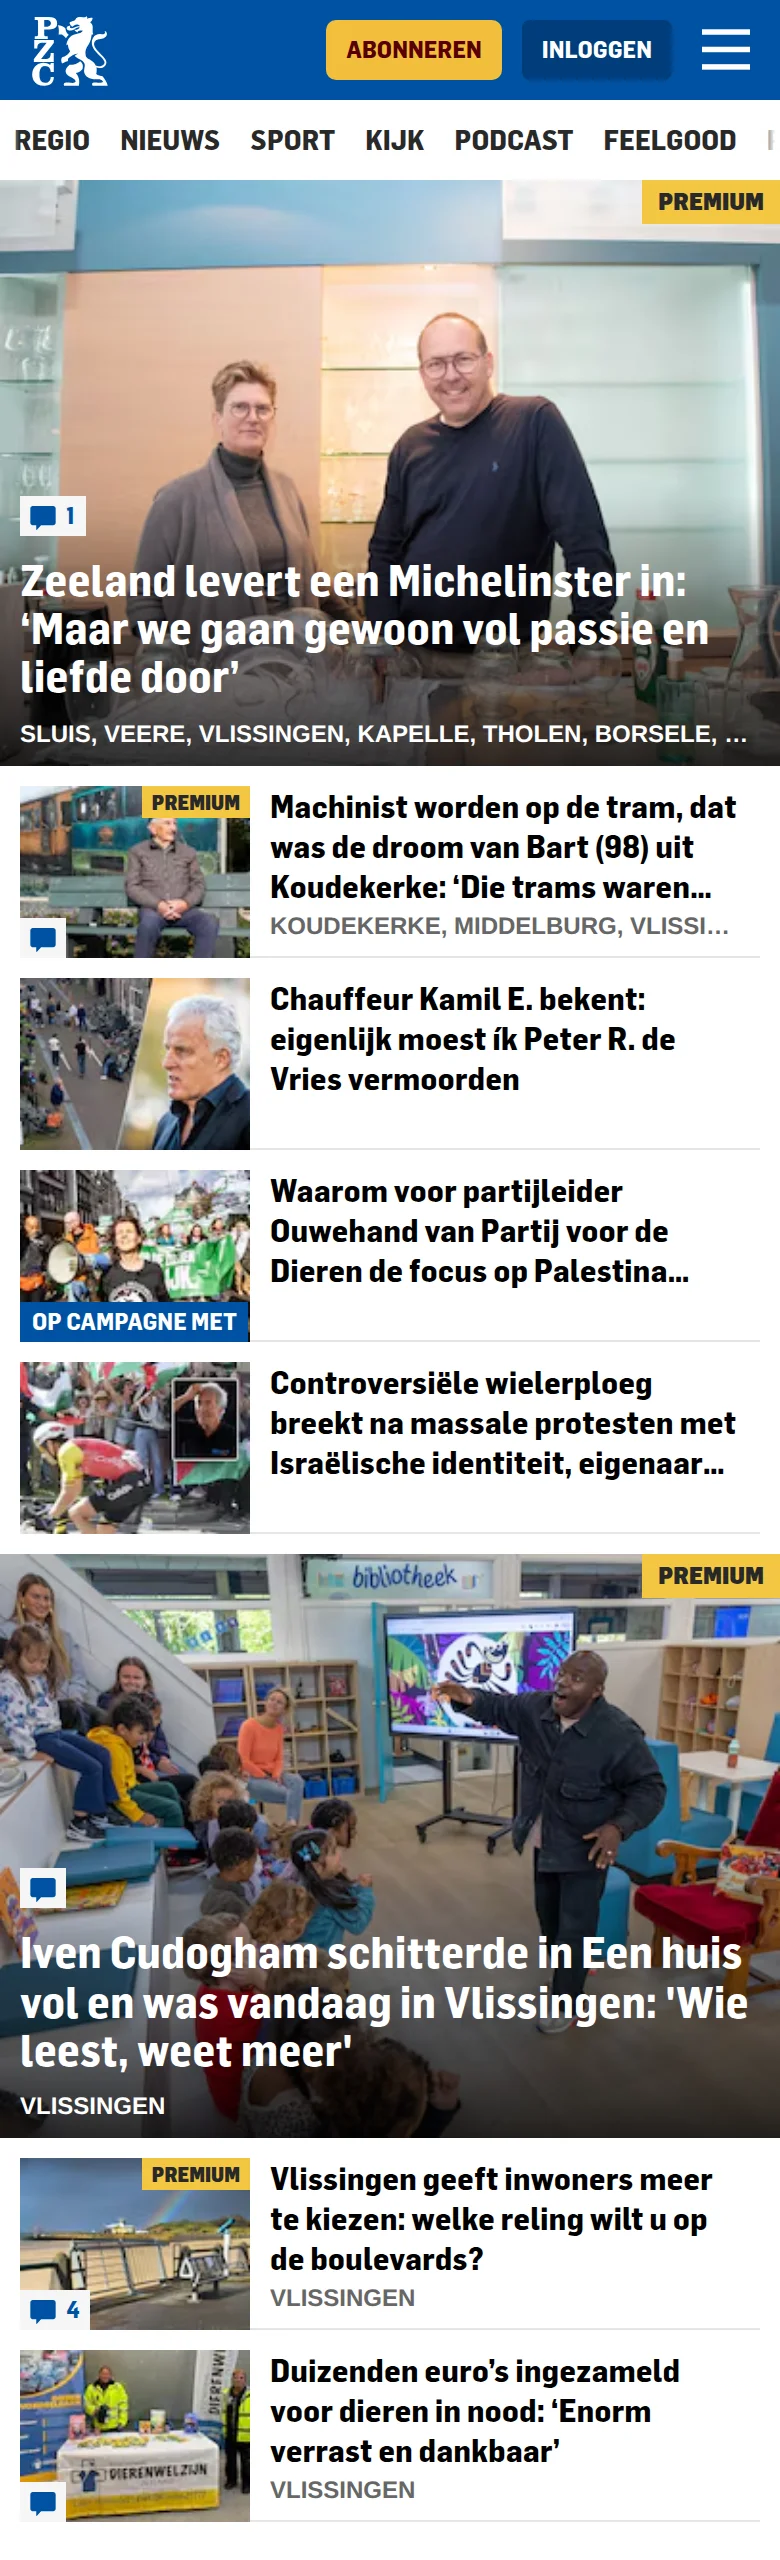 PZC
ABONNEREN
INLOGGEN
REGIO NIEUWS SPORT KIJK PODCAST FEELGOOD
PREMIUM
1
Zeeland levert een Michelinster in:
‘Maar we gaan gewoon vol passie en
liefde door’
SLUIS, VEERE, VLISSINGEN, KAPELLE, THOLEN, BORSELE, ...
PREMIUM
Machinist worden op de tram, dat
was de droom van Bart (98) uit
Koudekerke: ‘Die trams waren...
KOUDEKERKE, MIDDELBURG, VLISSI...
Chauffeur Kamil E. bekent:
eigenlijk moest ík Peter R. de
Vries vermoorden
OP CAMPAGNE MET
Waarom voor partijleider
Ouwehand van Partij voor de
Dieren de focus op Palestina...
Controversiële wielerploeg
breekt na massale protesten met
Israëlische identiteit, eigenaar...
PREMIUM
bibliotheek
Iven Cudogham schitterde in Een huis
vol en was vandaag in Vlissingen: 'Wie
leest, weet meer'
VLISSINGEN
PREMIUM
4
Vlissingen geeft inwoners meer
te kiezen: welke reling wilt u op
de boulevards?
VLISSINGEN
DIERENWELZIJN
Duizenden euro’s ingezameld
voor dieren in nood: ‘Enorm
verrast en dankbaar’
VLISSINGEN